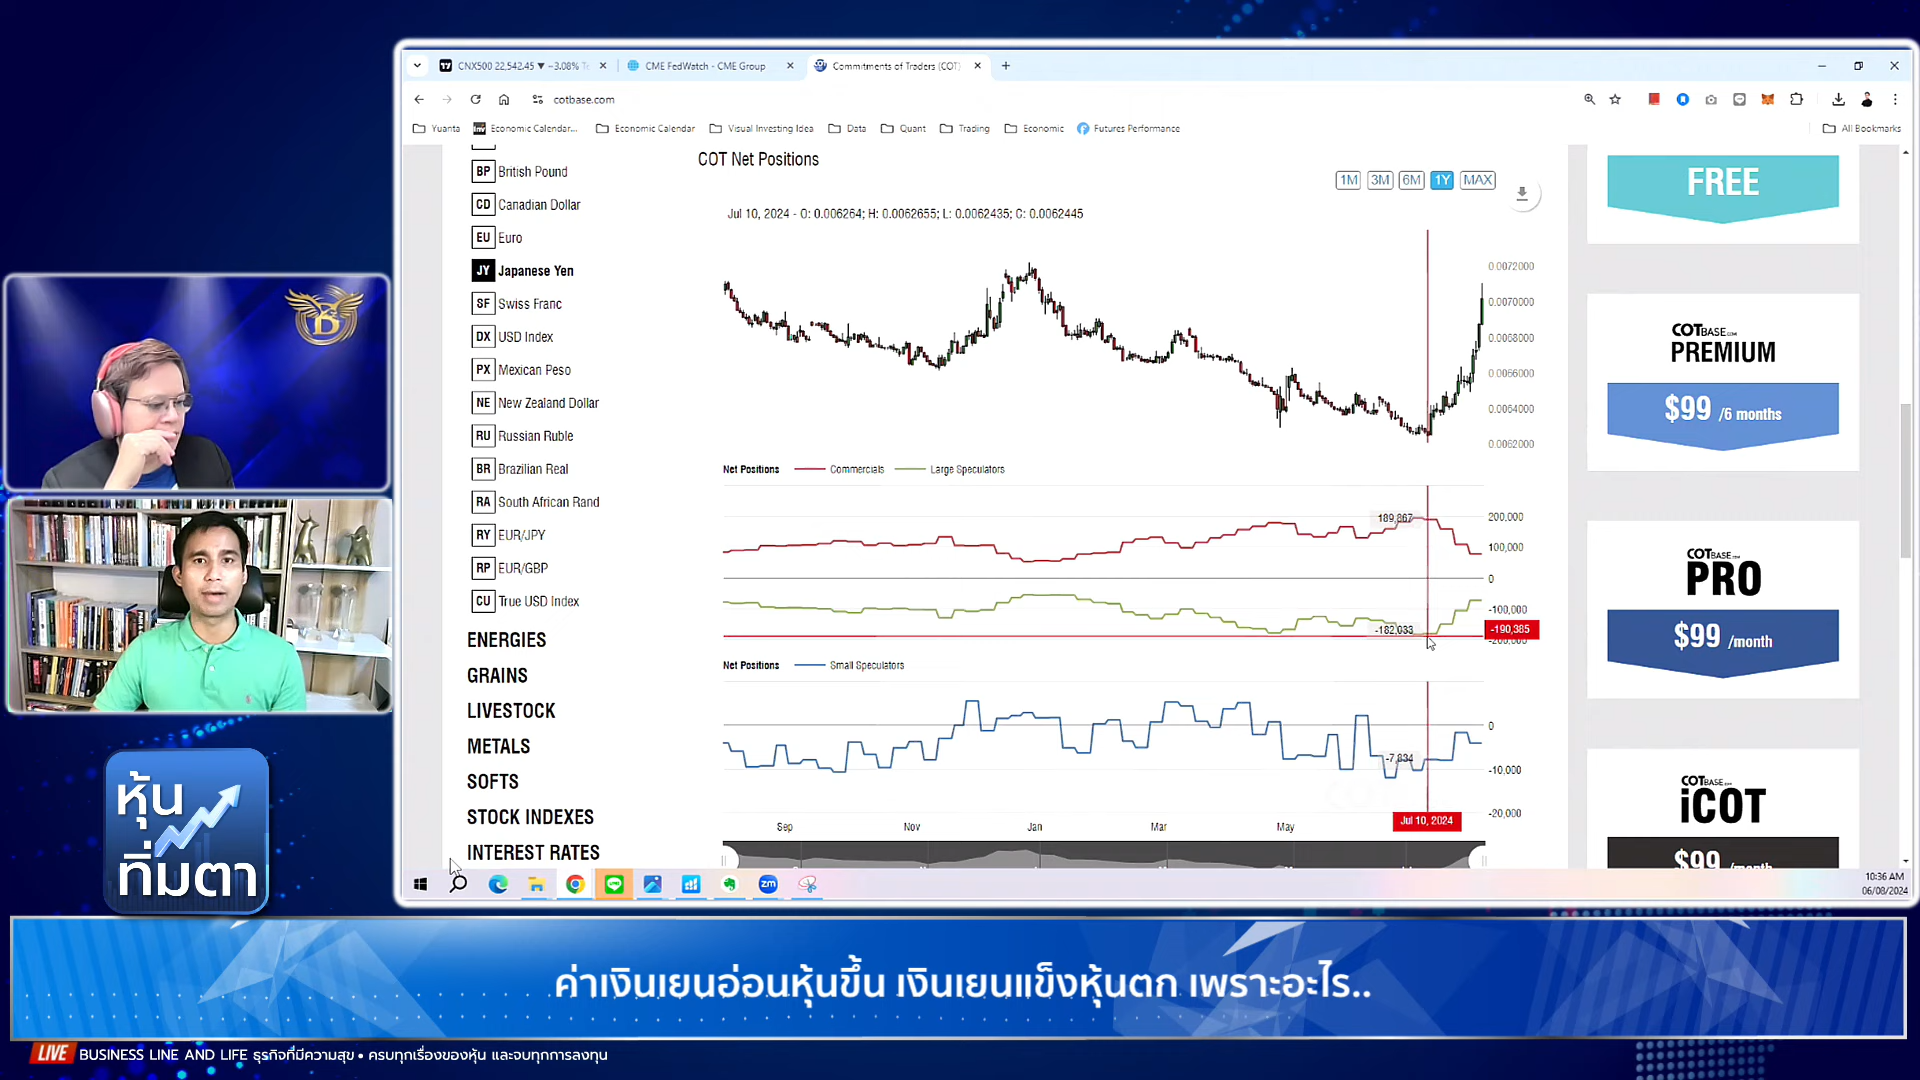 CNX500 22,542.45 ▼ −3.08%
CME FedWatch - CME Group
Commitments of Traders (COT)
cotbase.com
Yuanta
Economic Calendar...
Economic Calendar
Visual Investing Idea
Data
Quant
Trading
Economic
Futures Performance
All Bookmarks
BP British Pound
CD Canadian Dollar
EU Euro
JY Japanese Yen
SF Swiss Franc
DX USD Index
PX Mexican Peso
NE New Zealand Dollar
RU Russian Ruble
BR Brazilian Real
RA South African Rand
RY EUR/JPY
RP EUR/GBP
CU True USD Index
ENERGIES
GRAINS
LIVESTOCK
METALS
SOFTS
STOCK INDEXES
INTEREST RATES
COT Net Positions
1M 3M 6M 1Y MAX
Jul 10, 2024 - O: 0.006264; H: 0.0062655; L: 0.0062435; C: 0.0062445
0.0072000
0.0070000
0.0068000
0.0066000
0.0064000
0.0062000
Net Positions Commercials Large Speculators
189,867
200,000
100,000
0
-100,000
-182,033
-190,385
-200,000
Net Positions Small Speculators
0
-7,834
-10,000
-20,000
Sep Nov Jan Mar May Jul 10, 2024
FREE
COTBASE.COM
PREMIUM
$99 /6 months
COTBASE.COM
PRO
$99 /month
COTBASE.COM
iCOT
$99 /month
10:36 AM
06/08/2024
หุ้น
ทิ่มตา
ค่าเงินเยนอ่อนหุ้นขึ้น เงินเยนแข็งหุ้นตก เพราะอะไร..
LIVE BUSINESS LINE AND LIFE ธุรกิจที่มีความสุข • ครบทุกเรื่องของหุ้น และจบทุกการลงทุน